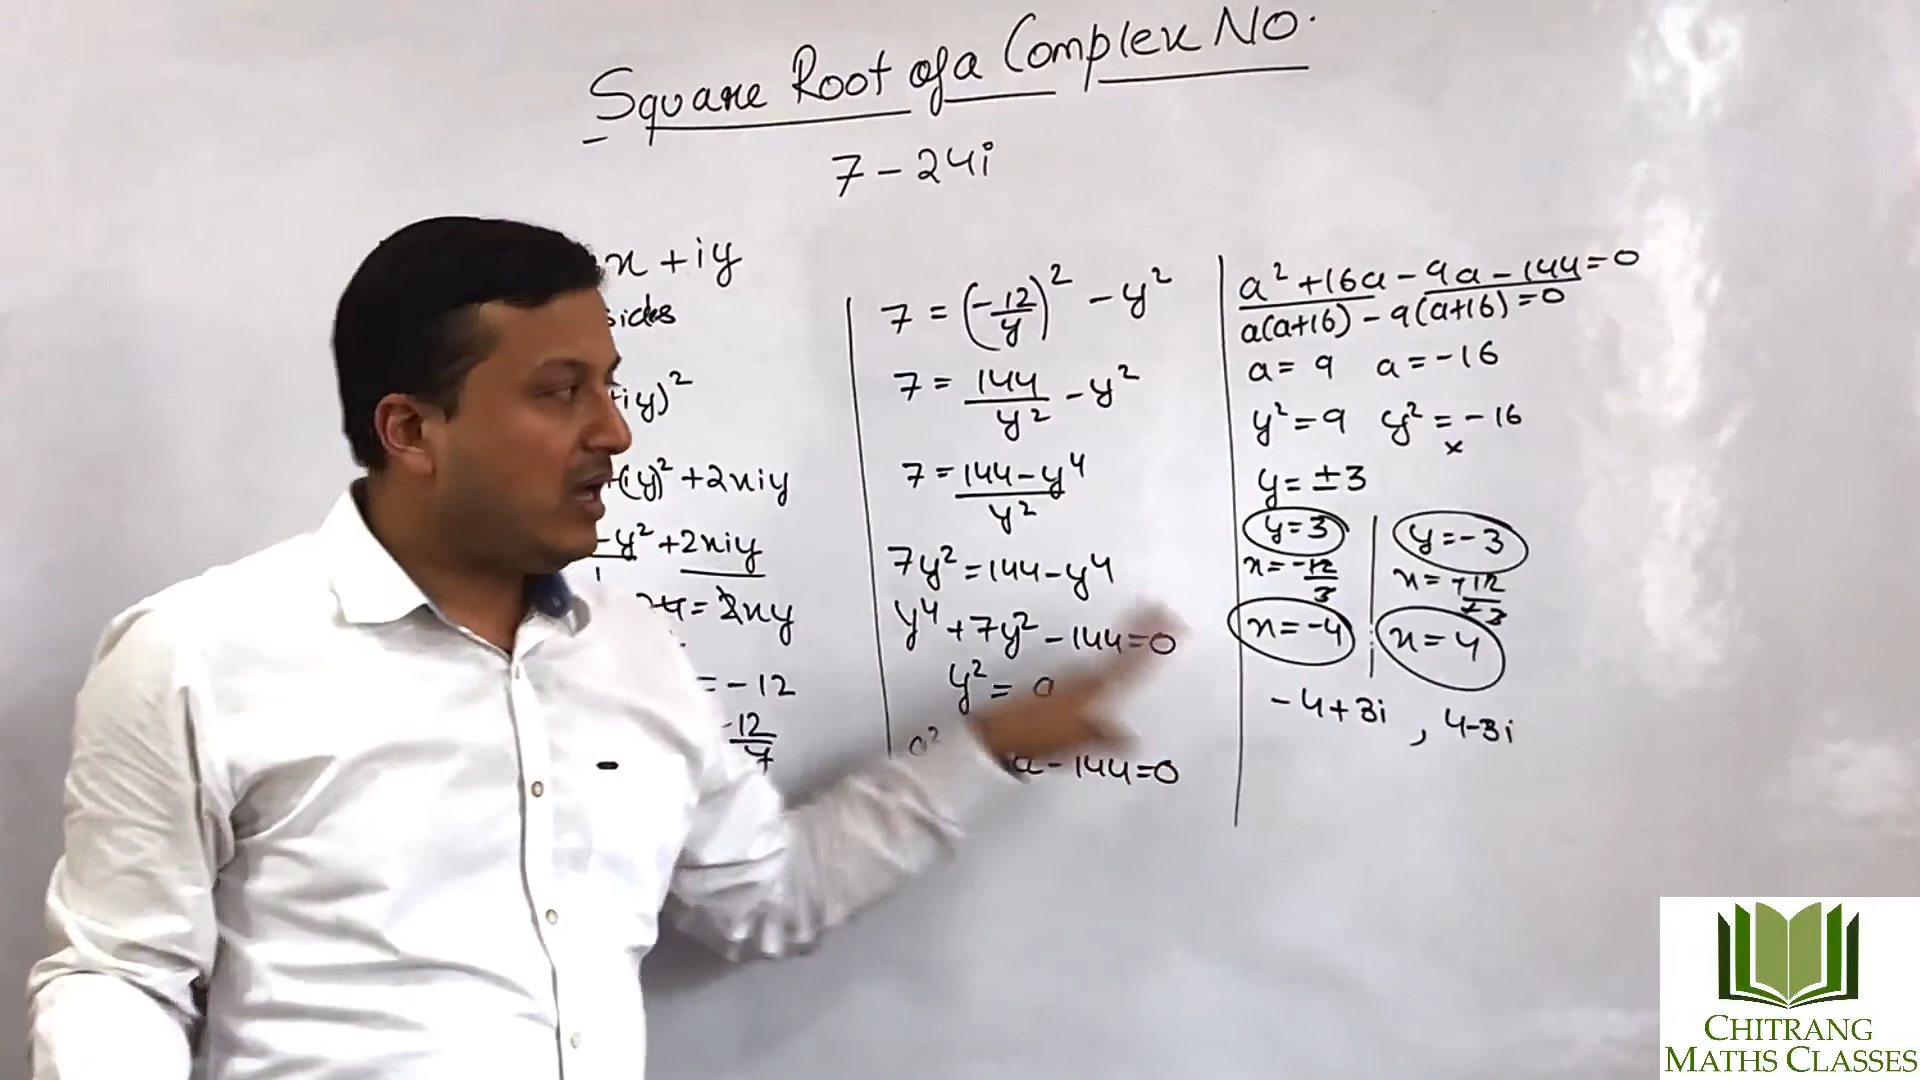 Square Root of a Complex No.
7 - 24i
x + iy
sides
+iy)²
(y)² + 2xiy
- y² + 2xiy
= 2xy
= -12
-12/y
7 = (-12/y)² - y²
7 = 144/y² - y²
7 = 144 - y⁴/y²
7y² = 144 - y⁴
y⁴ + 7y² - 144 = 0
y² = a
a² a - 144 = 0
a² + 16a - 9a - 144 = 0
a(a+16) - 9(a+16) = 0
a = 9 a = -16
y² = 9 y² = -16
x
y = ±3
y = 3 y = -3
x = -12/3 x = +12/+3
x = -4 x = 4
-4+3i , 4-3i
CHITRANG
MATHS CLASSES